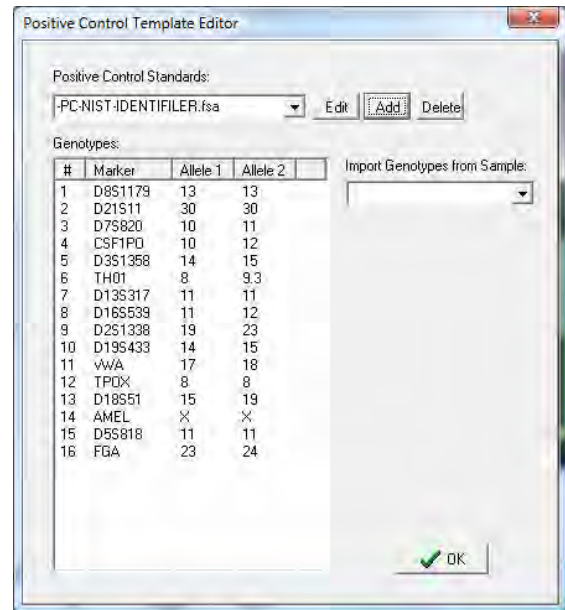 Positive Control Template Editor
Positive Control Standards:
-PC-NIST-IDENTIFILER.fsa Edit Add Delete
Genotypes:
Import Genotypes from Sample:
# Marker Allele 1 Allele 2
1 D8S1179 13 13
2 D21S11 30 30
3 D7S820 10 11
4 CSF1PO 10 12
5 D3S1358 14 15
6 TH01 8 9.3
7 D13S317 11 11
8 D16S539 11 12
9 D2S1338 19 23
10 D19S433 14 15
11 vWA 17 18
12 TPOX 8 8
13 D18S51 15 19
14 AMEL X X
15 D5S818 11 11
16 FGA 23 24
OK